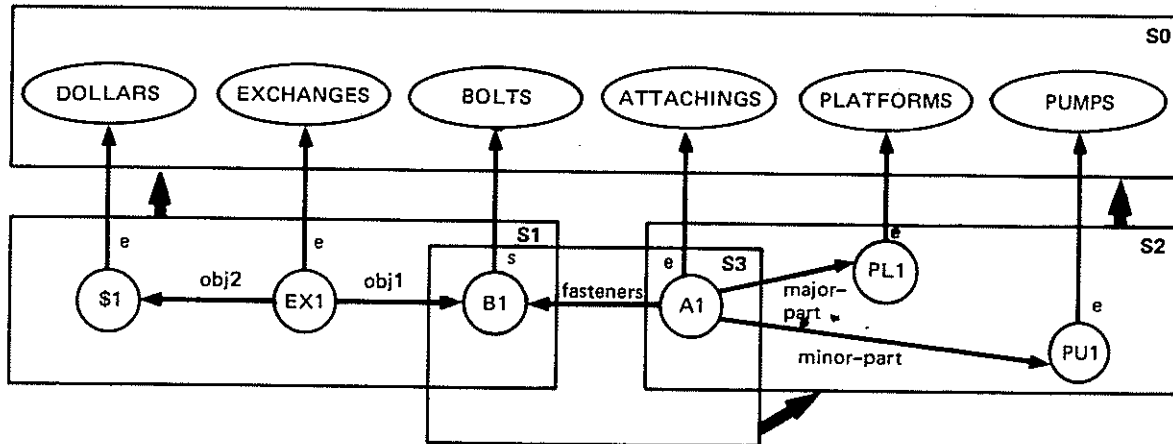 S0
DOLLARS EXCHANGES BOLTS ATTACHINGS PLATFORMS PUMPS
S1 S2
e e s e S3 e
obj2 obj1 fasteners major-
part
$1 EX1 B1 A1 PL1
e
minor-part PU1